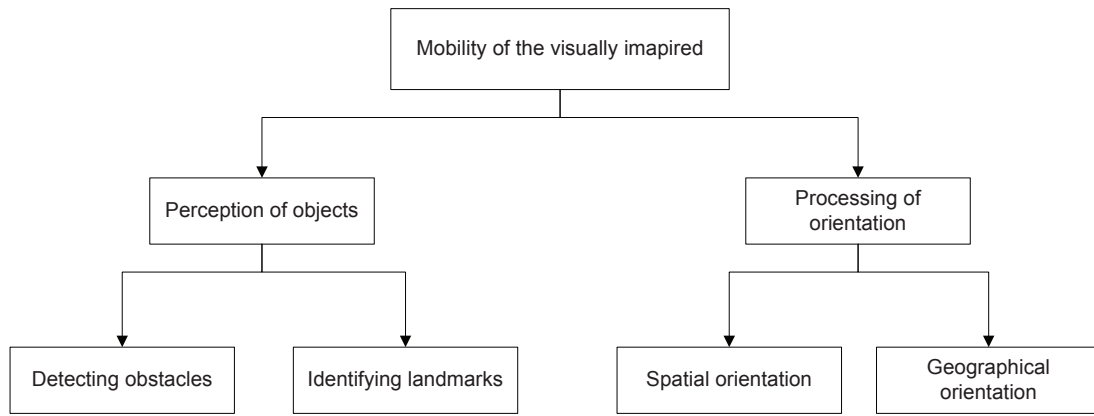 Mobility of the visually imapired
Perception of objects
Processing of
orientation
Detecting obstacles
Identifying landmarks
Spatial orientation
Geographical
orientation